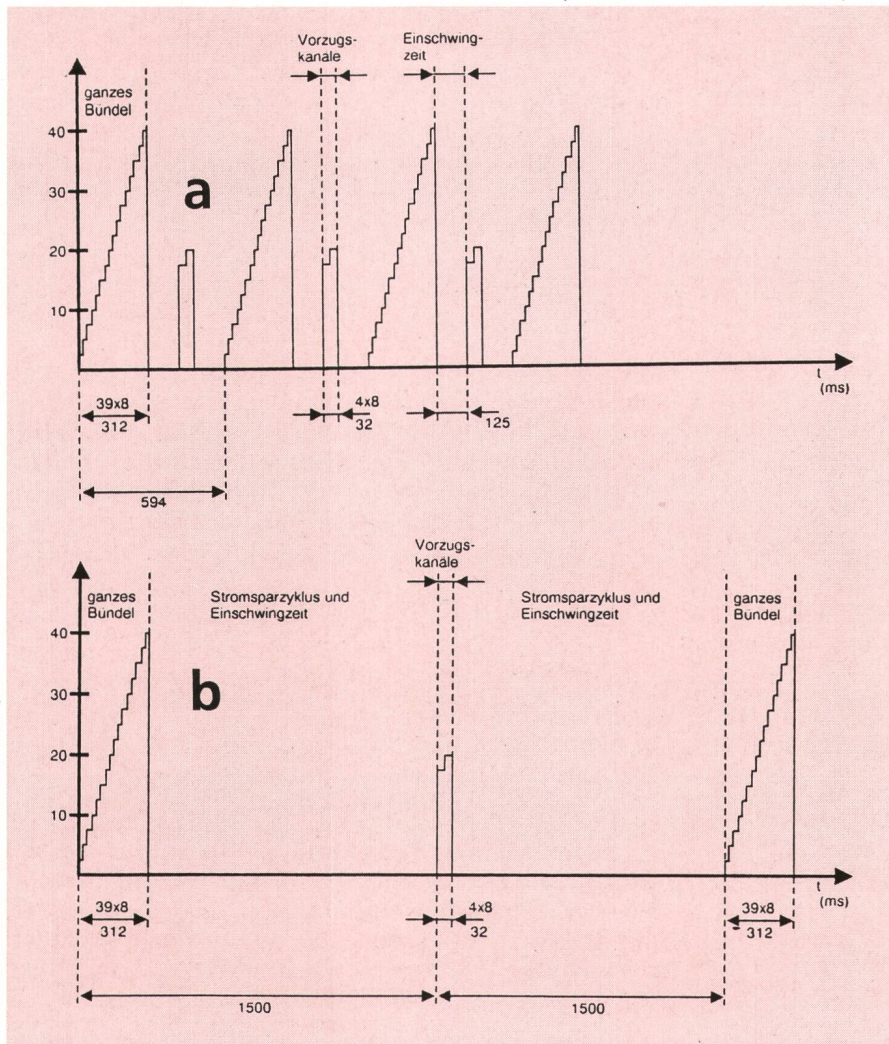 Vorzugs-
kanäle
Einschwing-
zeit
ganzes
Bündel
40
30
20
10
a
t
(ms)
39x8
312
4x8
32
125
594
Vorzugs-
kanäle
ganzes
Bündel
Stromsparzyklus und
Einschwingzeit
Stromsparzyklus und
Einschwingzeit
ganzes
Bündel
40
30
20
10
b
t
(ms)
39x8
312
4x8
32
39x8
312
1500
1500